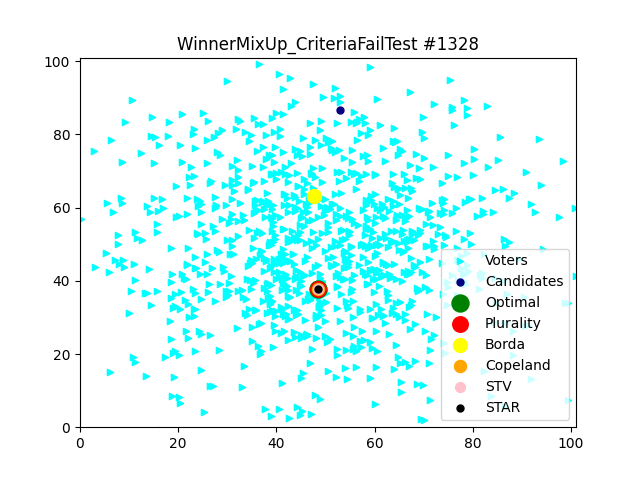 WinnerMixUp_CriteriaFailTest #1328
100
80
60
40
20
0
0 20 40 60 80 100
Voters
Candidates
Optimal
Plurality
Borda
Copeland
STV
STAR